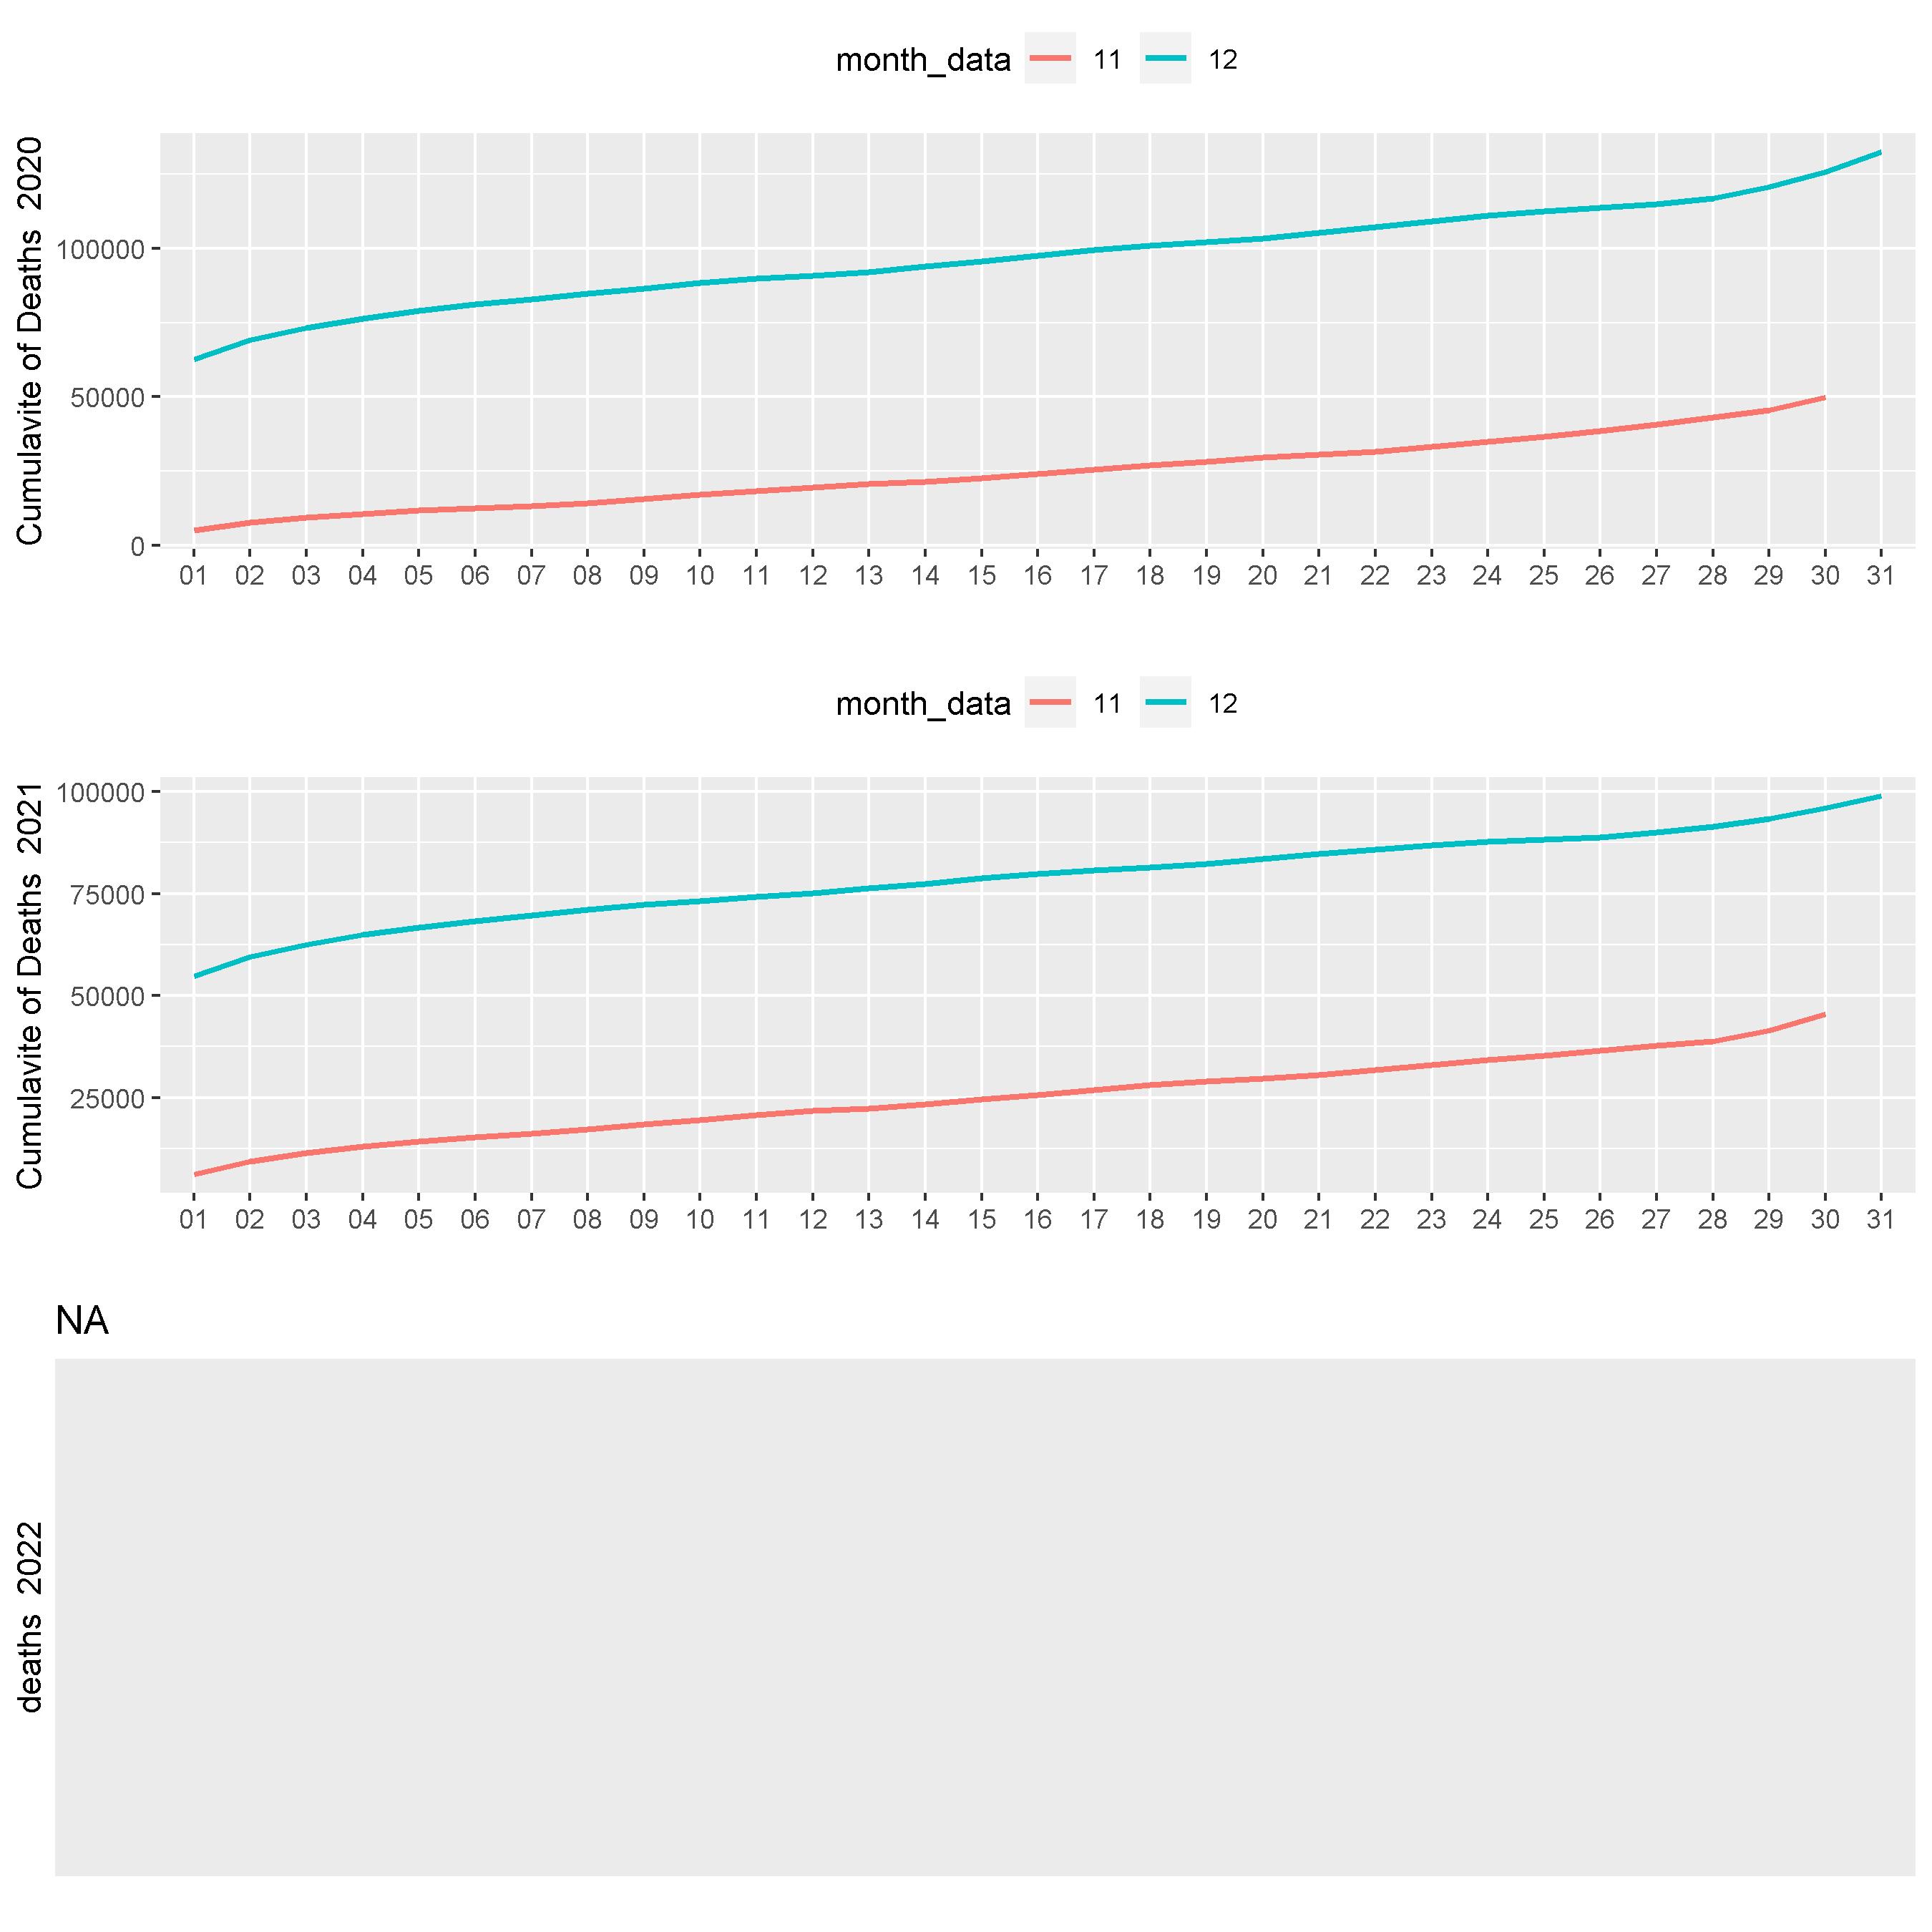 month_data 11 12
Cumulavite of Deaths 2020
100000
50000
0
01 02 03 04 05 06 07 08 09 10 11 12 13 14 15 16 17 18 19 20 21 22 23 24 25 26 27 28 29 30 31
month_data 11 12
Cumulavite of Deaths 2021
100000
75000
50000
25000
01 02 03 04 05 06 07 08 09 10 11 12 13 14 15 16 17 18 19 20 21 22 23 24 25 26 27 28 29 30 31
NA
deaths 2022